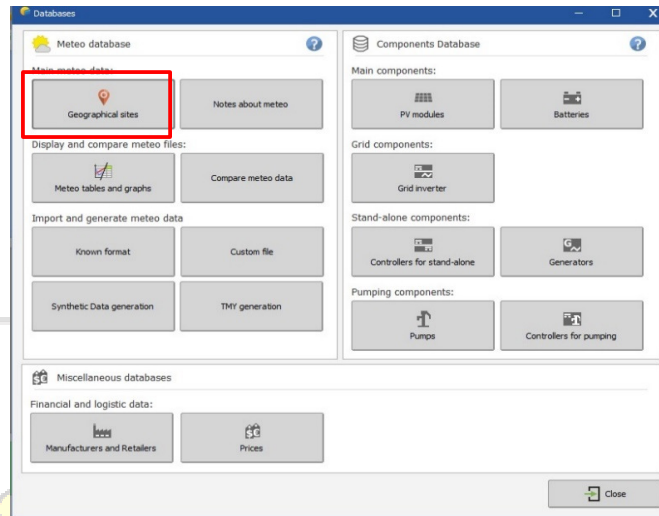 Databases
Meteo database
Main meteo data:
Geographical sites
Notes about meteo
Display and compare meteo files:
Meteo tables and graphs
Compare meteo data
Import and generate meteo data
Known format
Custom file
Synthetic Data generation
TMY generation
Components Database
Main components:
PV modules
Batteries
Grid components:
Grid inverter
Stand-alone components:
Controllers for stand-alone
Generators
Pumping components:
Pumps
Controllers for pumping
Miscellaneous databases
Financial and logistic data:
Manufacturers and Retailers
Prices
Close